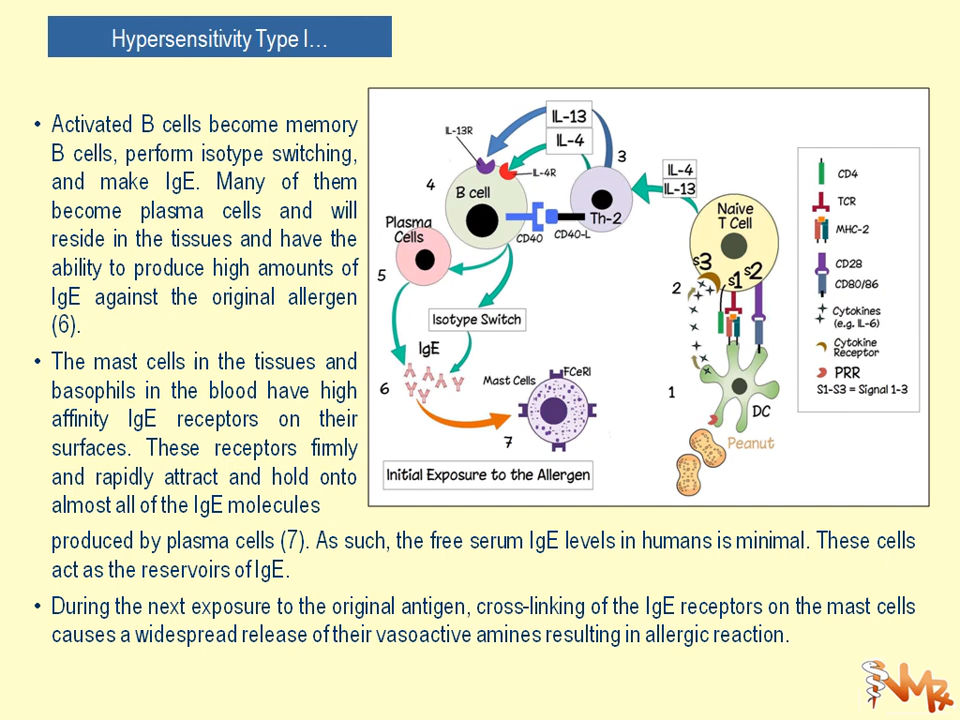 Hypersensitivity Type I…
• Activated B cells become memory
B cells, perform isotype switching,
and make IgE. Many of them
become plasma cells and will
reside in the tissues and have the
ability to produce high amounts of
IgE against the original allergen
(6).
• The mast cells in the tissues and
basophils in the blood have high
affinity IgE receptors on their
surfaces. These receptors firmly
and rapidly attract and hold onto
almost all of the IgE molecules
produced by plasma cells (7). As such, the free serum IgE levels in humans is minimal. These cells
act as the reservoirs of IgE.
• During the next exposure to the original antigen, cross-linking of the IgE receptors on the mast cells
causes a widespread release of their vasoactive amines resulting in allergic reaction.
IL-13
IL-4
IL-13R
IL-4R
3
4
B cell
Th-2
CD40
CD40-L
IL-4
IL-13
Plasma
Cells
5
Isotype Switch
IgE
6
Mast Cells
FCeRI
7
Initial Exposure to the Allergen
Naïve
T Cell
S3
S1
S2
2
1
DC
Peanut
CD4
TCR
MHC-2
CD28
CD80/86
Cytokines
(e.g. IL-6)
Cytokine
Receptor
PRR
S1-S3 = Signal 1-3
VMRx